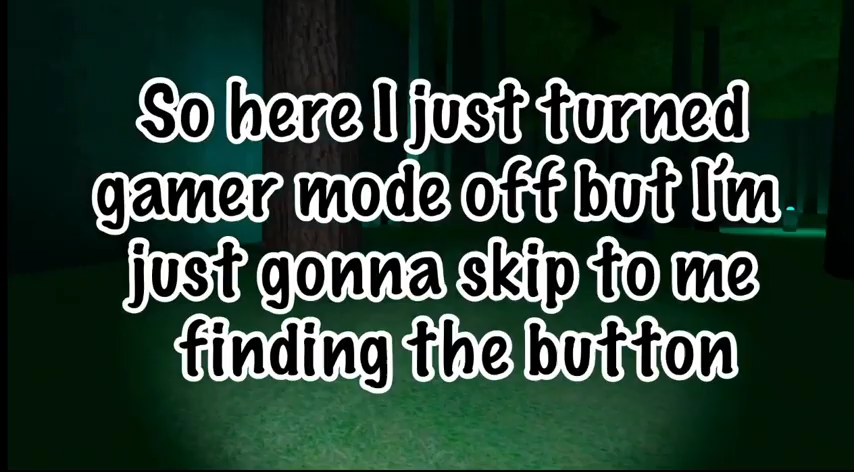 So here I just turned
gamer mode off but I'm
just gonna skip to me
finding the button